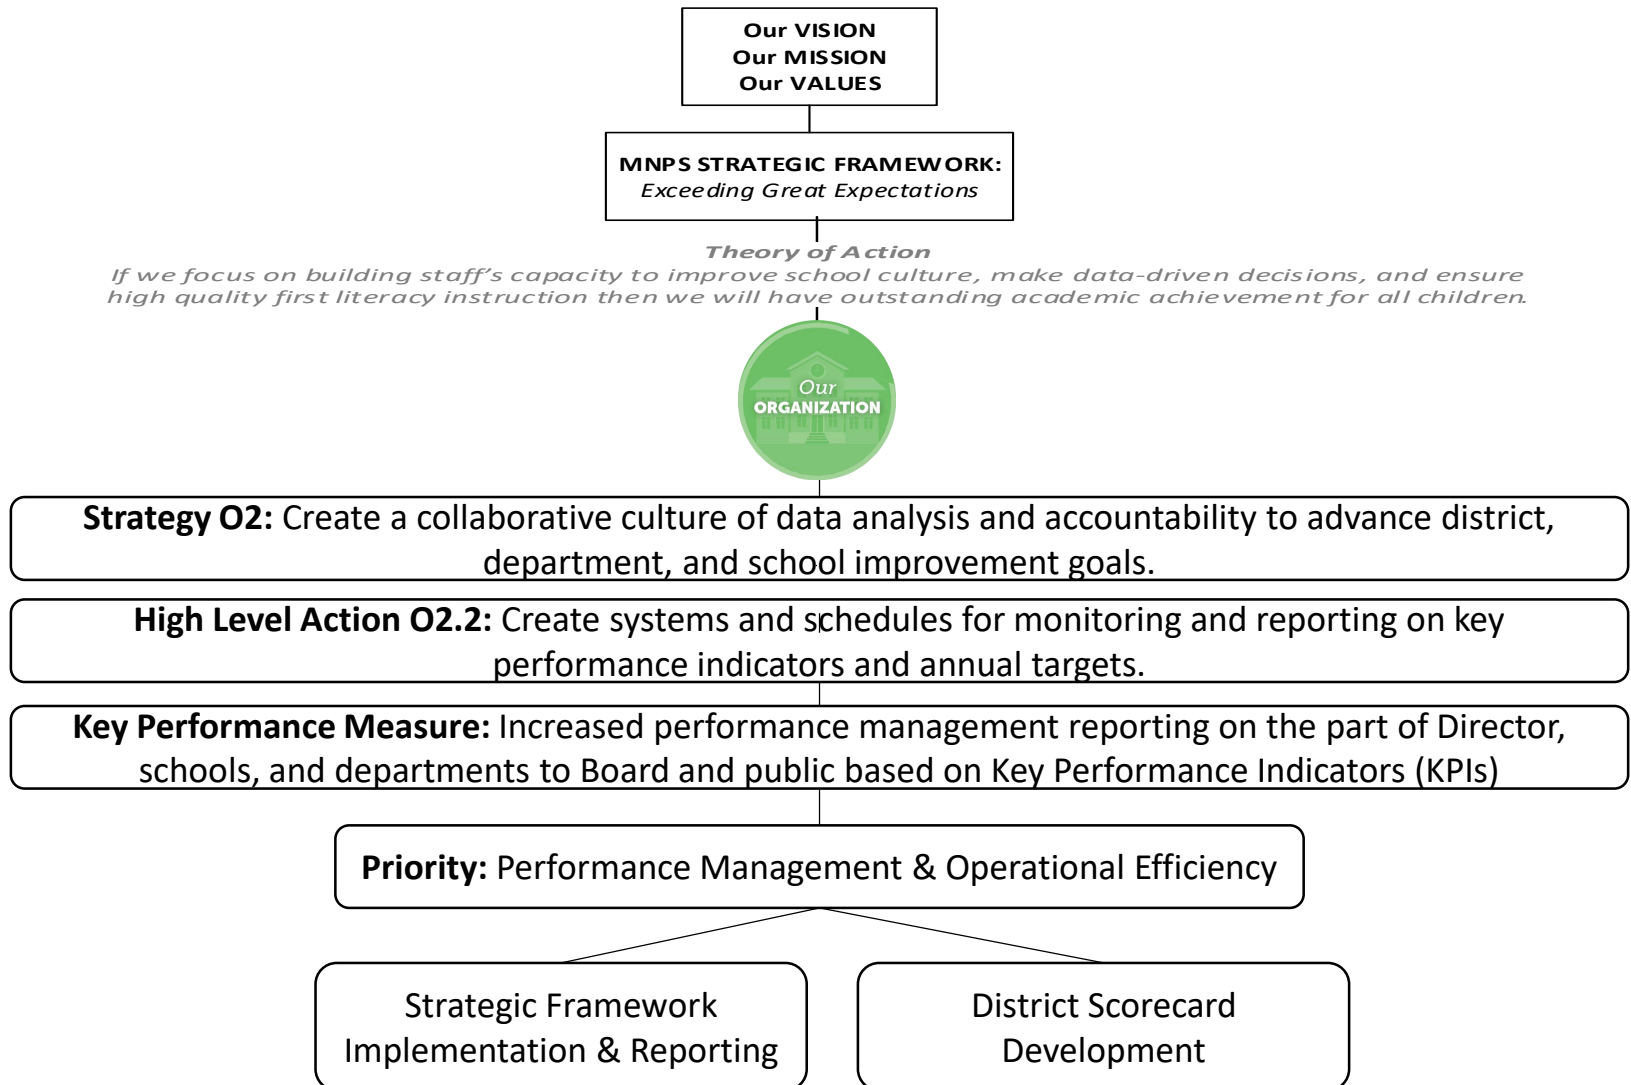 Our VISION
Our MISSION
Our VALUES
MNPS STRATEGIC FRAMEWORK:
Exceeding Great Expectations
Theory of Action
If we focus on building staff's capacity to improve school culture, make data-driven decisions, and ensure
high quality first literacy instruction then we will have outstanding academic achievement for all children.
Our
ORGANIZATION
Strategy O2: Create a collaborative culture of data analysis and accountability to advance district,
department, and school improvement goals.
High Level Action O2.2: Create systems and schedules for monitoring and reporting on key
performance indicators and annual targets.
Key Performance Measure: Increased performance management reporting on the part of Director,
schools, and departments to Board and public based on Key Performance Indicators (KPIs)
Priority: Performance Management & Operational Efficiency
Strategic Framework
Implementation & Reporting
District Scorecard
Development